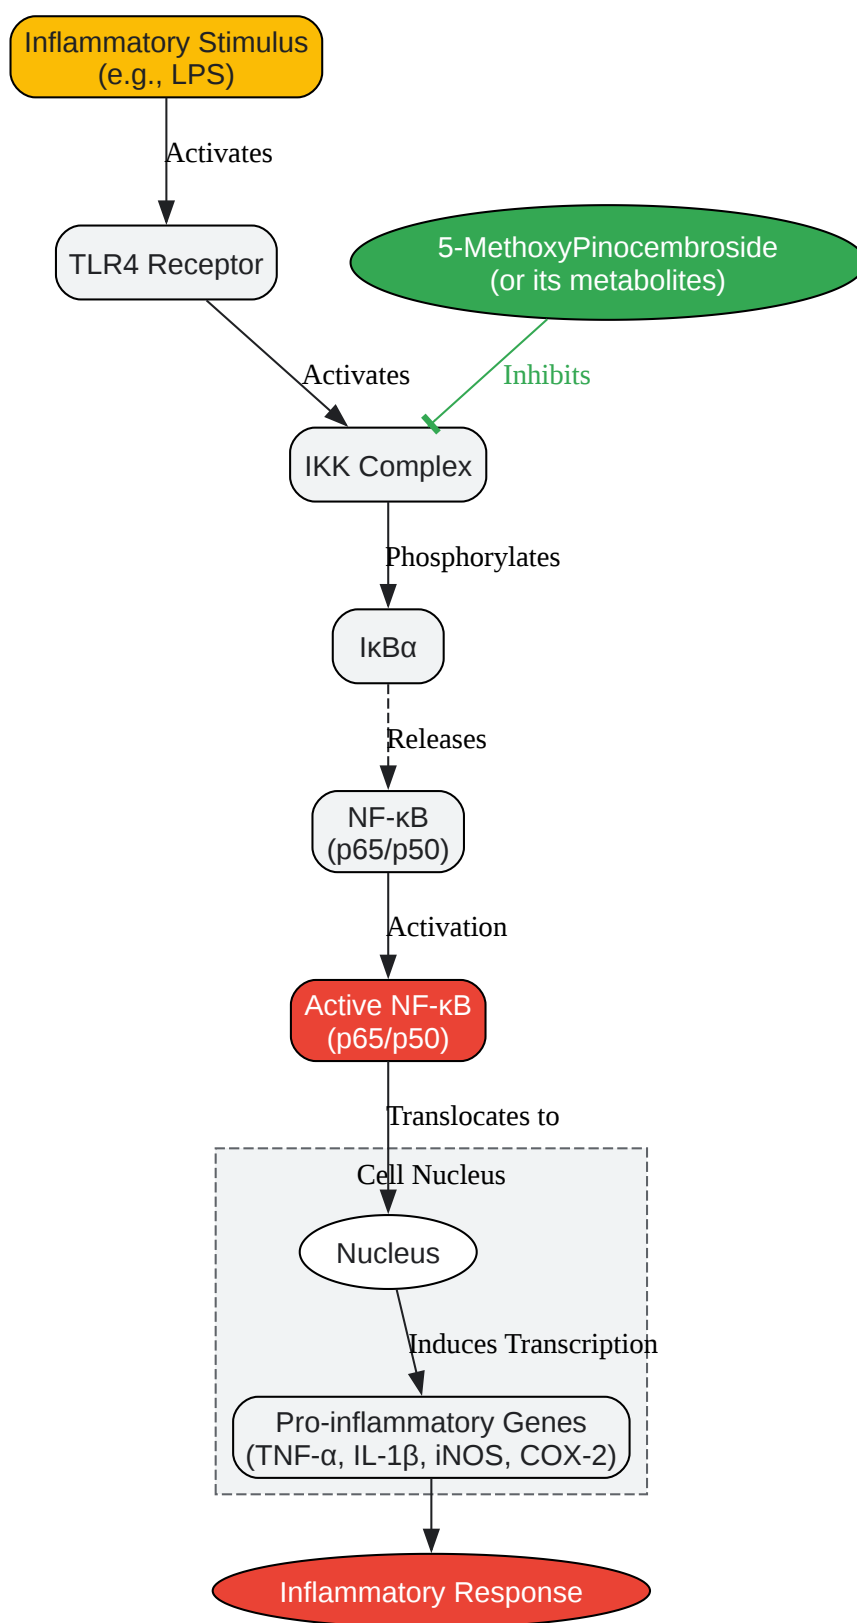 Inflammatory Stimulus
(e.g., LPS)
Activates
TLR4 Receptor
5-MethoxyPinocembroside
(or its metabolites)
Activates
Inhibits
IKK Complex
Phosphorylates
IκBα
Releases
NF-κB
(p65/p50)
Activation
Active NF-κB
(p65/p50)
Translocates to
Cell Nucleus
Nucleus
Induces Transcription
Pro-inflammatory Genes
(TNF-α, IL-1β, iNOS, COX-2)
Inflammatory Response